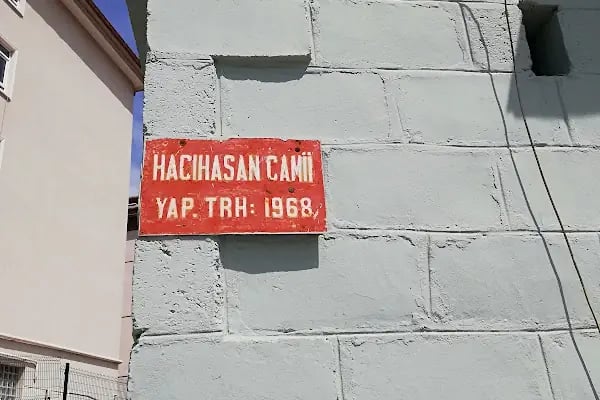 HACIHASAN CAMİİ
YAP. TRH: 1968